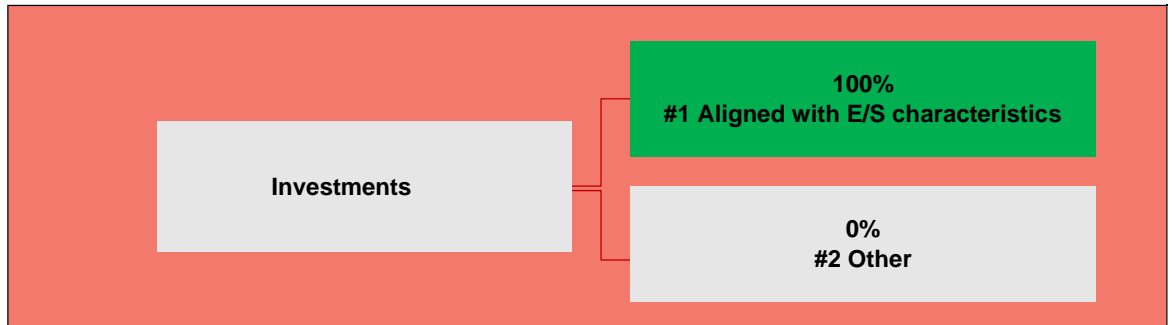 100%
#1 Aligned with E/S characteristics
Investments
0%
#2 Other